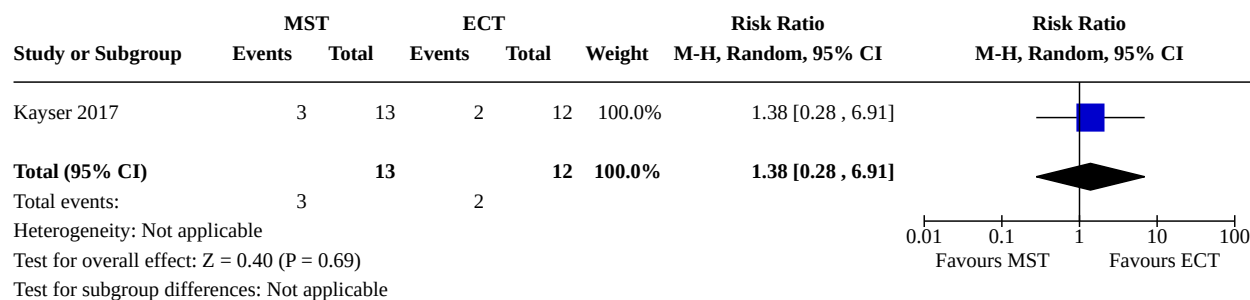 MST ECT Risk Ratio Risk Ratio
Study or Subgroup Events Total Events Total Weight M-H, Random, 95% CI M-H, Random, 95% CI
Kayser 2017 3 13 2 12 100.0% 1.38 [0.28 , 6.91]
Total (95% CI) 13 12 100.0% 1.38 [0.28 , 6.91]
Total events: 3 2
Heterogeneity: Not applicable 0.01 0.1 1 10 100
Test for overall effect: Z = 0.40 (P = 0.69) Favours MST Favours ECT
Test for subgroup differences: Not applicable